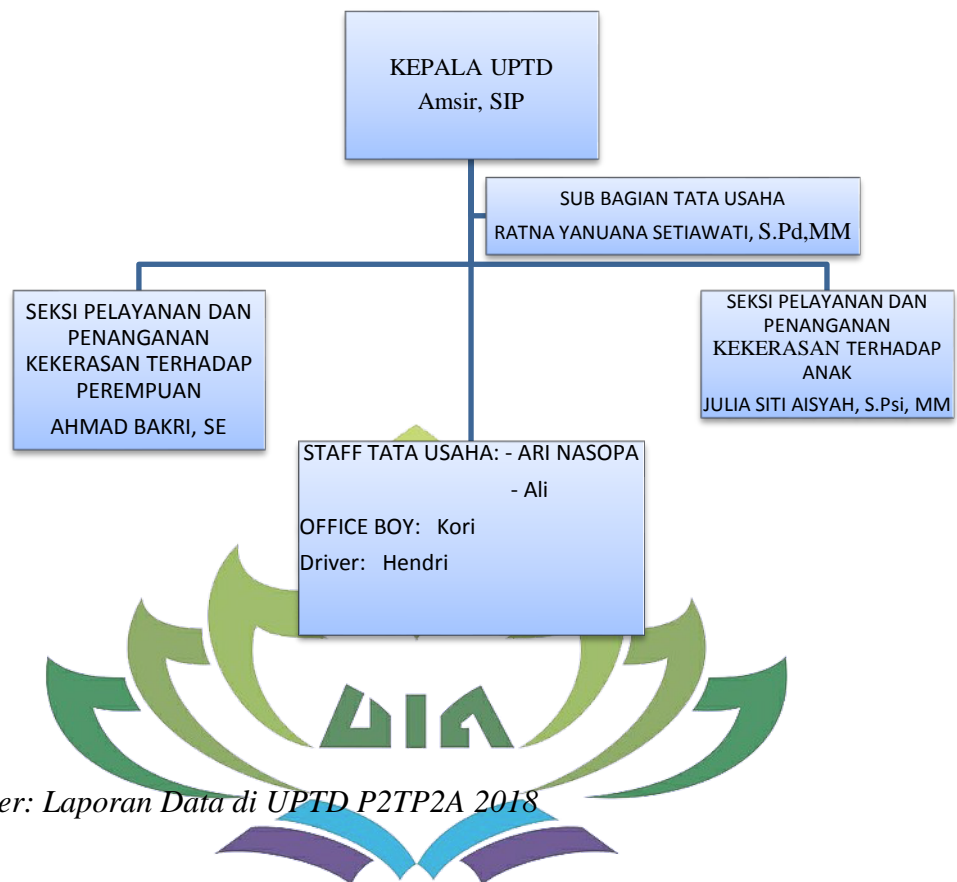 KEPALA UPTD
Amsir, SIP
SUB BAGIAN TATA USAHA
RATNA YANUANA SETIAWATI, S.Pd,MM
SEKSI PELAYANAN DAN
PENANGANAN
KEKERASAN TERHADAP
PEREMPUAN
AHMAD BAKRI, SE
SEKSI PELAYANAN DAN
PENANGANAN
KEKERASAN TERHADAP
ANAK
JULIA SITI AISYAH, S.Psi, MM
STAFF TATA USAHA: - ARI NASOPA
- Ali
OFFICE BOY: Kori
Driver: Hendri
er: Laporan Data di UPTD P2TP2A 2018